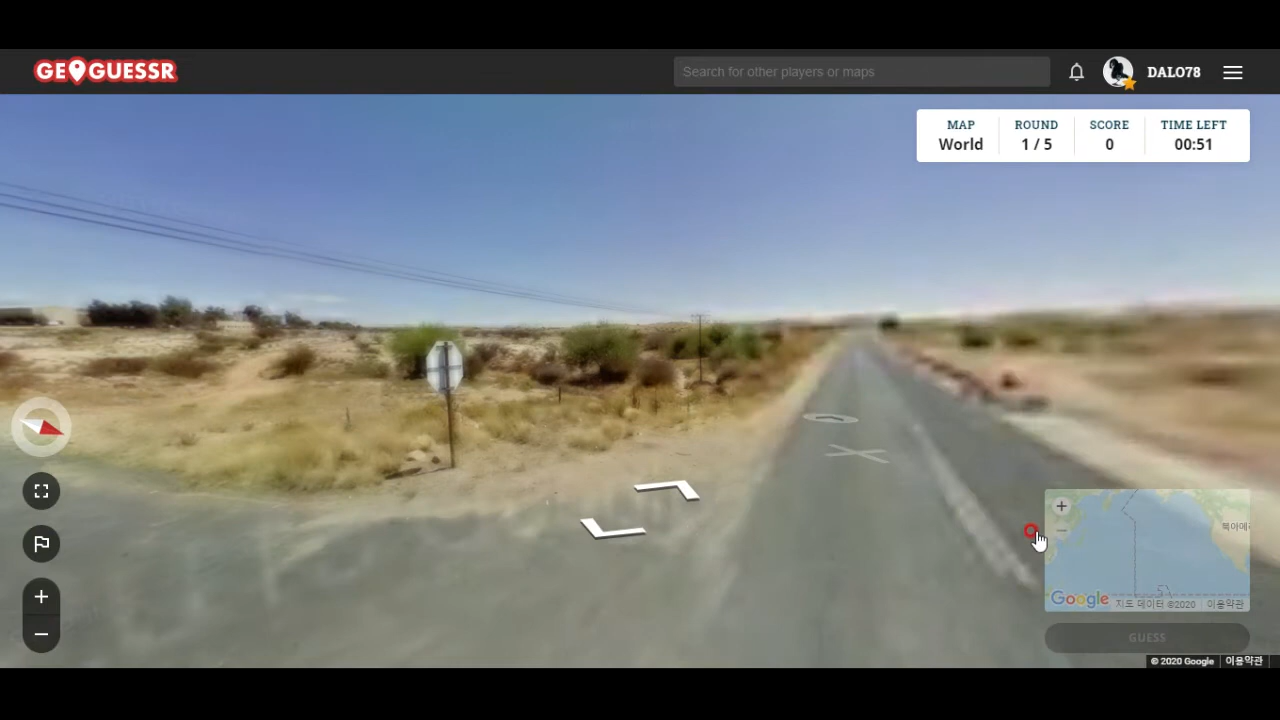 GEOGUESSR
Search for other players or maps
DALO78
MAP ROUND SCORE TIME LEFT
World 1 / 5 0 00:51
Google 지도 데이터 ©2020 이용약관
GUESS
© 2020 Google 이용약관